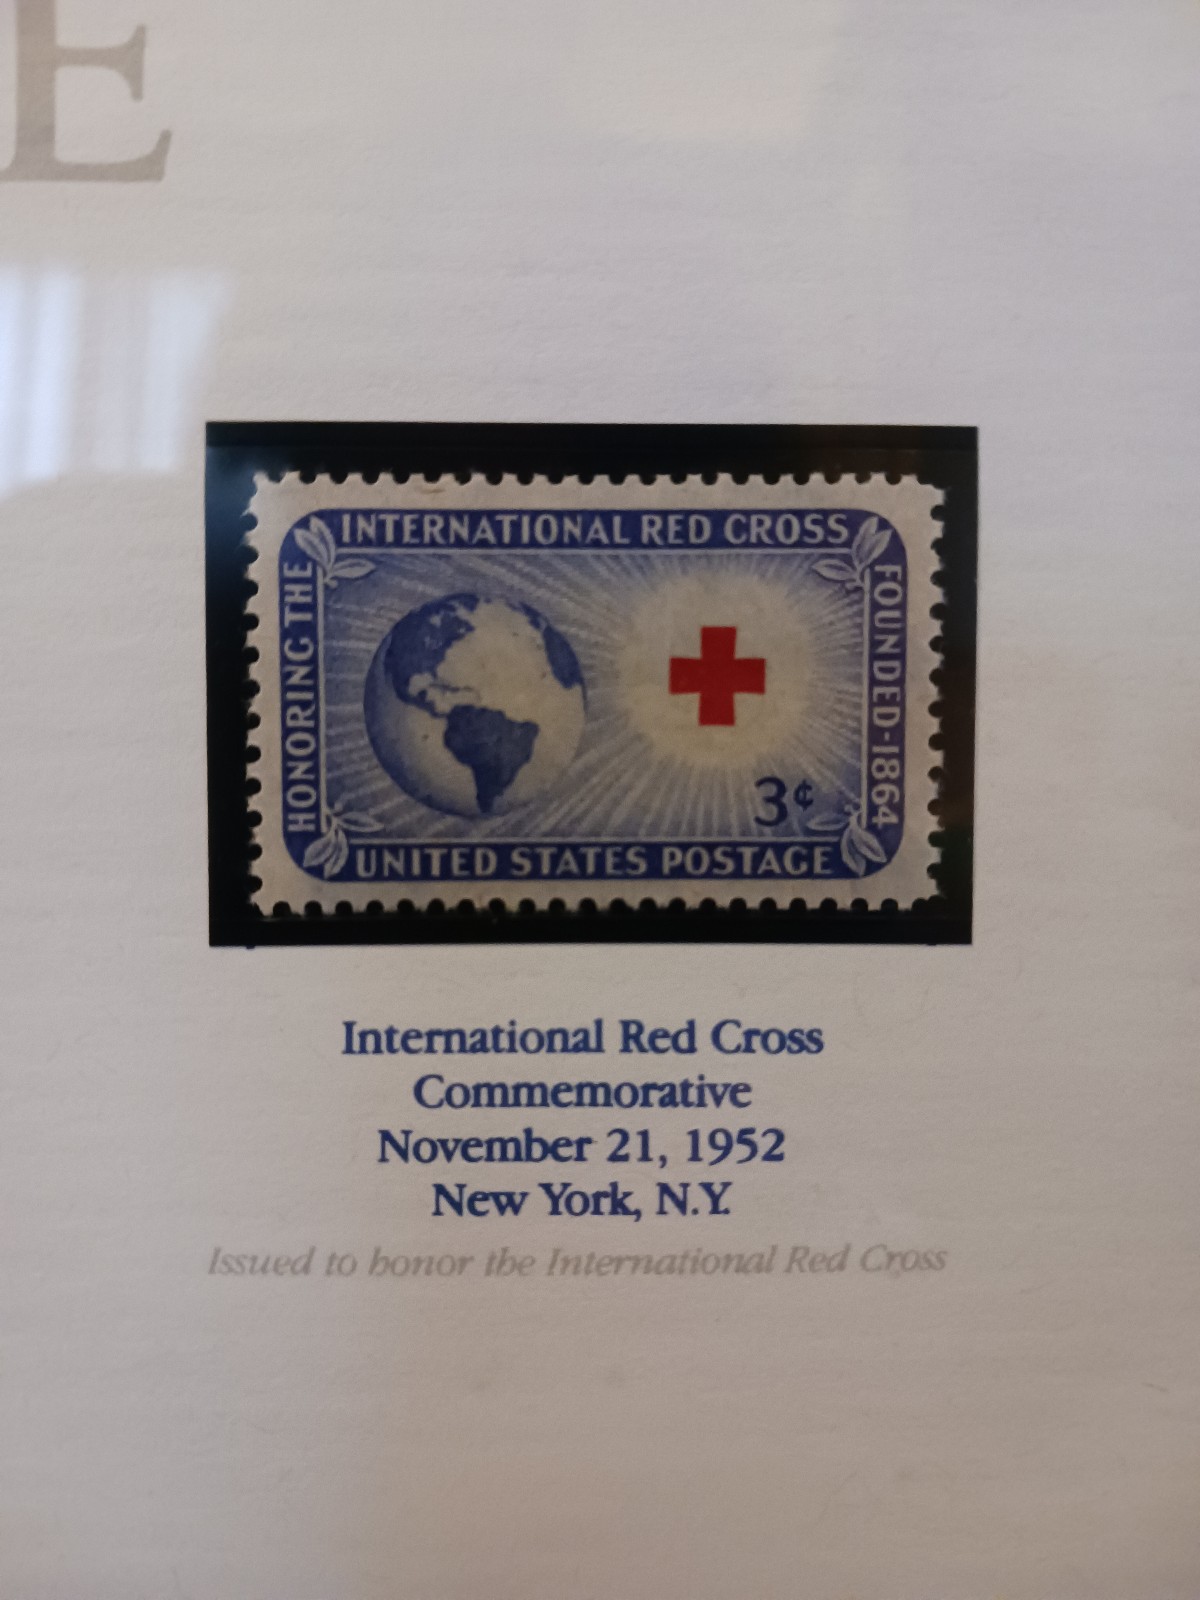 E
INTERNATIONAL RED CROSS
HONORING THE
FOUNDED-1864
3¢
UNITED STATES POSTAGE
International Red Cross
Commemorative
November 21, 1952
New York, N.Y.
Issued to honor the International Red Cross